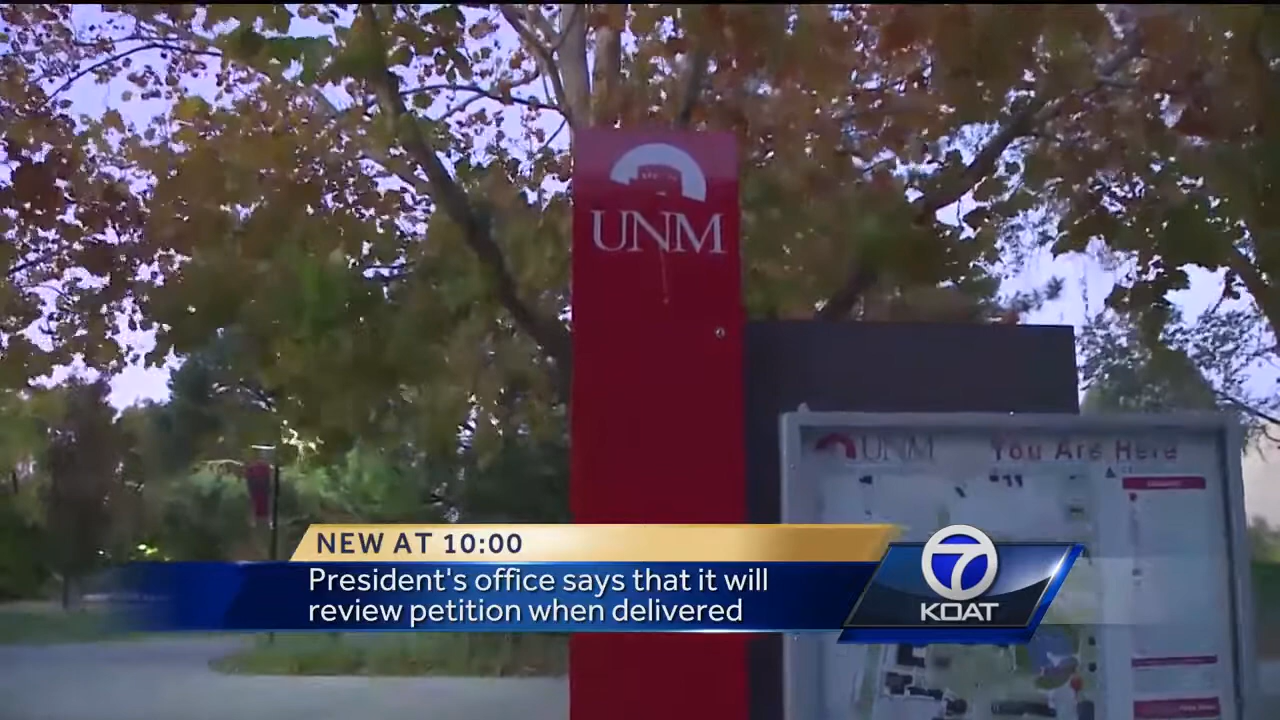 UNM
UNM You Are Here
NEW AT 10:00
President's office says that it will
review petition when delivered
7
KOAT